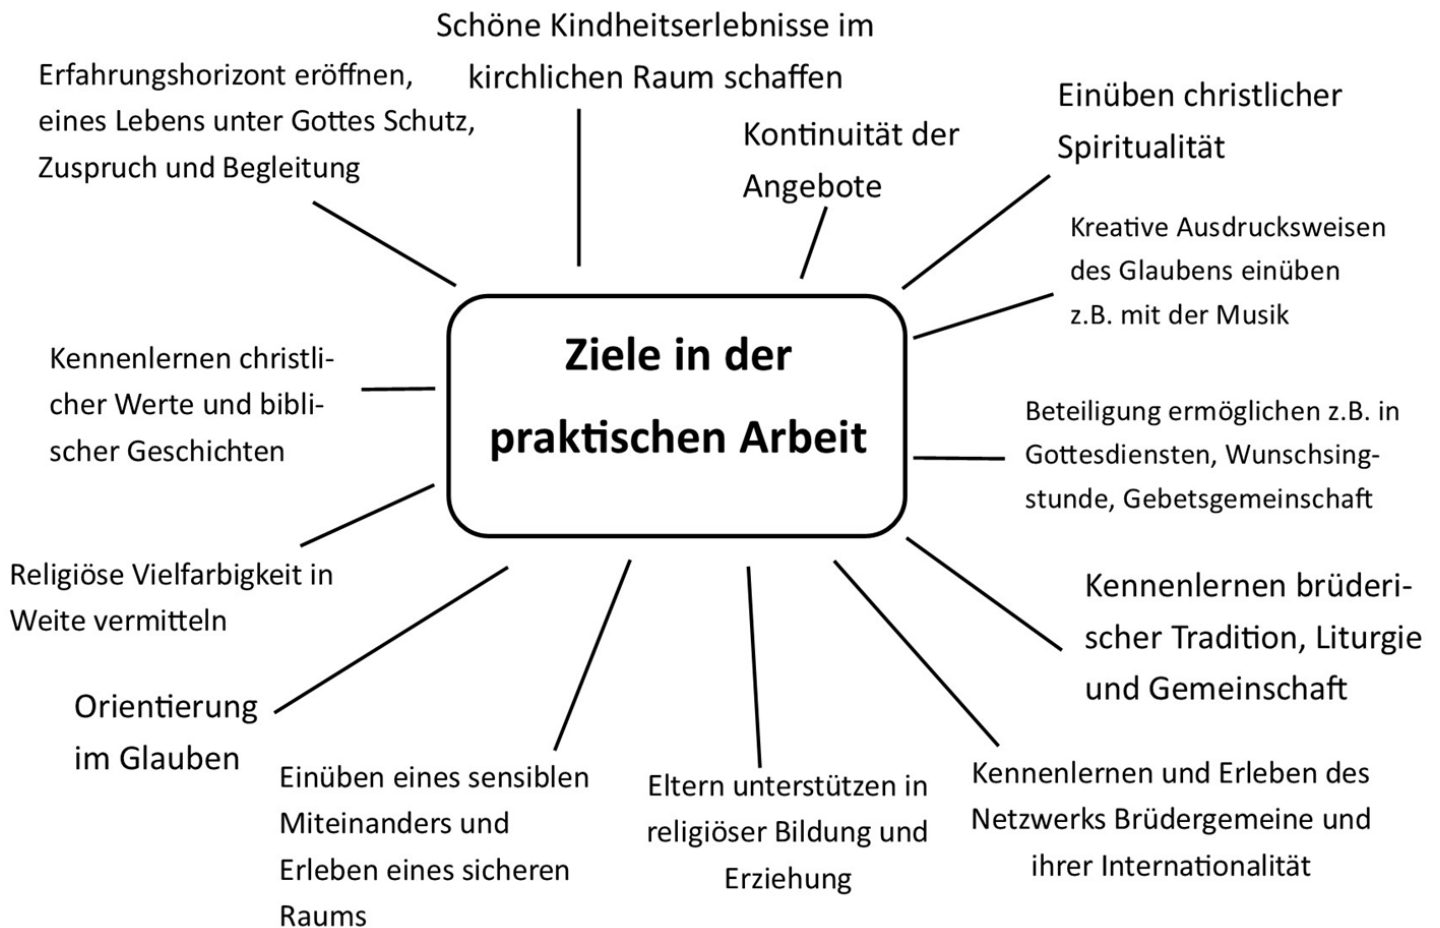 Schöne Kindheitserlebnisse im
kirchlichen Raum schaffen
Erfahrungshorizont eröffnen,
eines Lebens unter Gottes Schutz,
Zuspruch und Begleitung
Kontinuität der
Angebote
Einüben christlicher
Spiritualität
Kreative Ausdrucksweisen
des Glaubens einüben
z.B. mit der Musik
Ziele in der
praktischen Arbeit
Kennenlernen christli-
cher Werte und bibli-
scher Geschichten
Beteiligung ermöglichen z.B. in
Gottesdiensten, Wunschsing-
stunde, Gebetsgemeinschaft
Religiöse Vielfarbigkeit in
Weite vermitteln
Kennenlernen brüderi-
scher Tradition, Liturgie
und Gemeinschaft
Orientierung
im Glauben
Einüben eines sensiblen
Miteinanders und
Erleben eines sicheren
Raums
Eltern unterstützen in
religiöser Bildung und
Erziehung
Kennenlernen und Erleben des
Netzwerks Brüdergemeine und
ihrer Internationalität